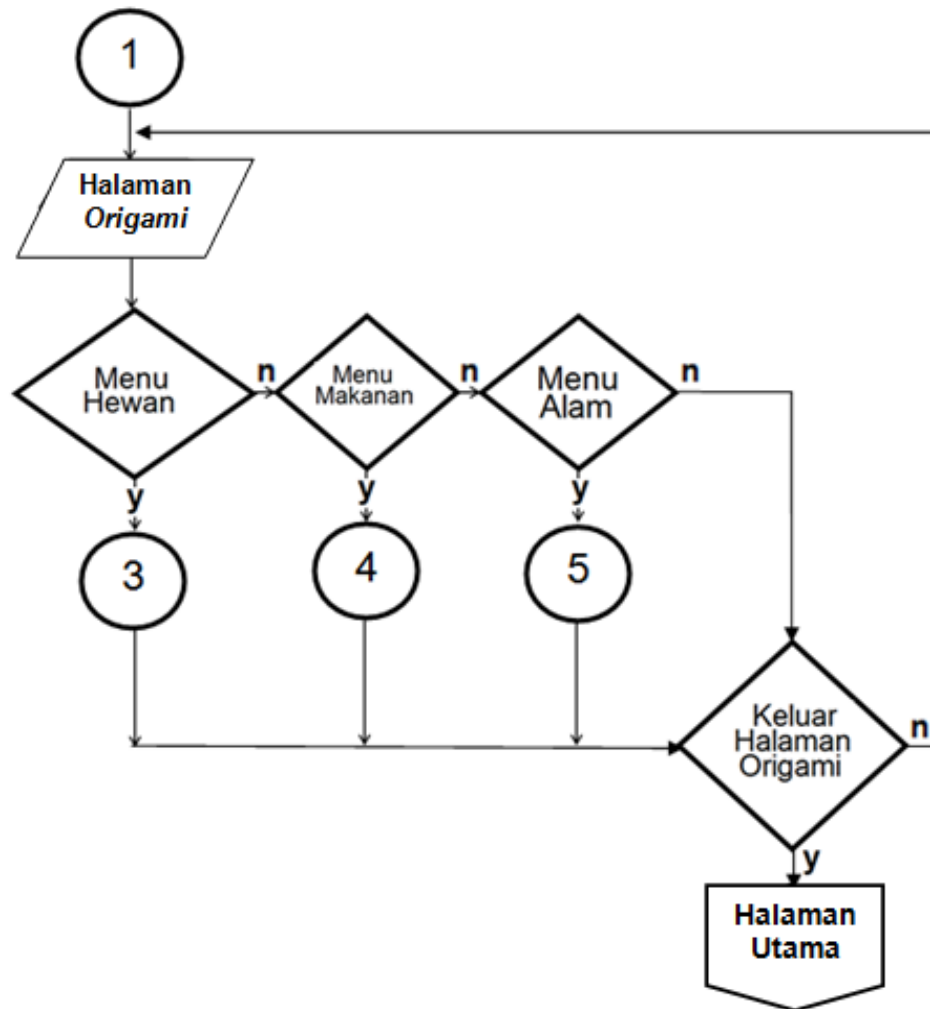 1
Halaman
Origami
Menu
Hewan
n
Menu
Makanan
n
Menu
Alam
n
y
y
y
3
4
5
Keluar
Halaman
Origami
n
y
Halaman
Utama